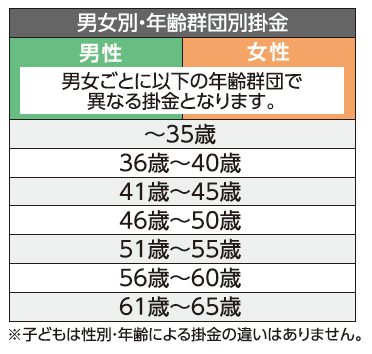 男女別・年齢群団別掛金
男性 女性
男女ごとに以下の年齢群団で
異なる掛金となります。
～35歳
36歳～40歳
41歳～45歳
46歳～50歳
51歳～55歳
56歳～60歳
61歳～65歳
※子どもは性別・年齢による掛金の違いはありません。